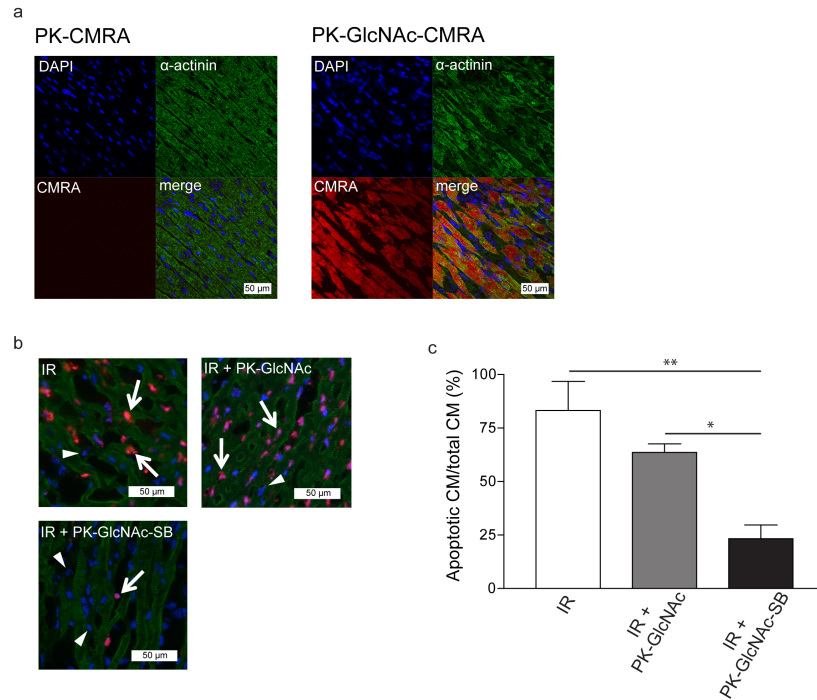 a
PK-CMRA
PK-GlcNAc-CMRA
DAPI
α-actinin
DAPI
α-actinin
CMRA
merge
CMRA
merge
50 µm
50 µm
b
IR
IR + PK-GlcNAc
50 µm
50 µm
IR + PK-GlcNAc-SB
50 µm
c
**
*
Apoptotic CM/total CM (%)
100
75
50
25
0
IR
IR +
PK-GlcNAc
IR +
PK-GlcNAc-SB